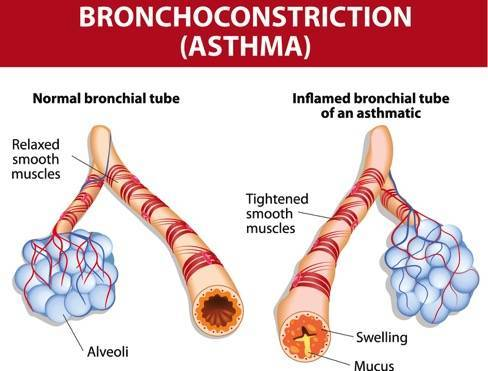 BRONCHOCONSTRICTION
(ASTHMA)
Normal bronchial tube
Relaxed
smooth
muscles
Alveoli
Inflamed bronchial tube
of an asthmatic
Tightened
smooth
muscles
Swelling
Mucus